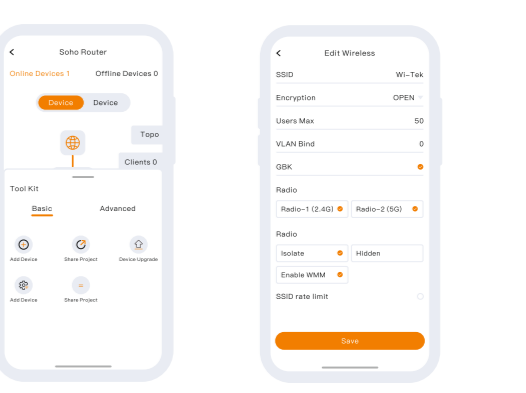 Soho Router
Online Devices 1 Offline Devices 0
Device Device
Topo
Clients 0
Tool Kit
Basic Advanced
Add Device Share Project Device Upgrade
Add Device Share Project
Edit Wireless
SSID Wi-Tek
Encryption OPEN
Users Max 50
VLAN Bind 0
GBK
Radio
Radio-1 (2.4G) Radio-2 (5G)
Radio
Isolate Hidden
Enable WMM
SSID rate limit
Save